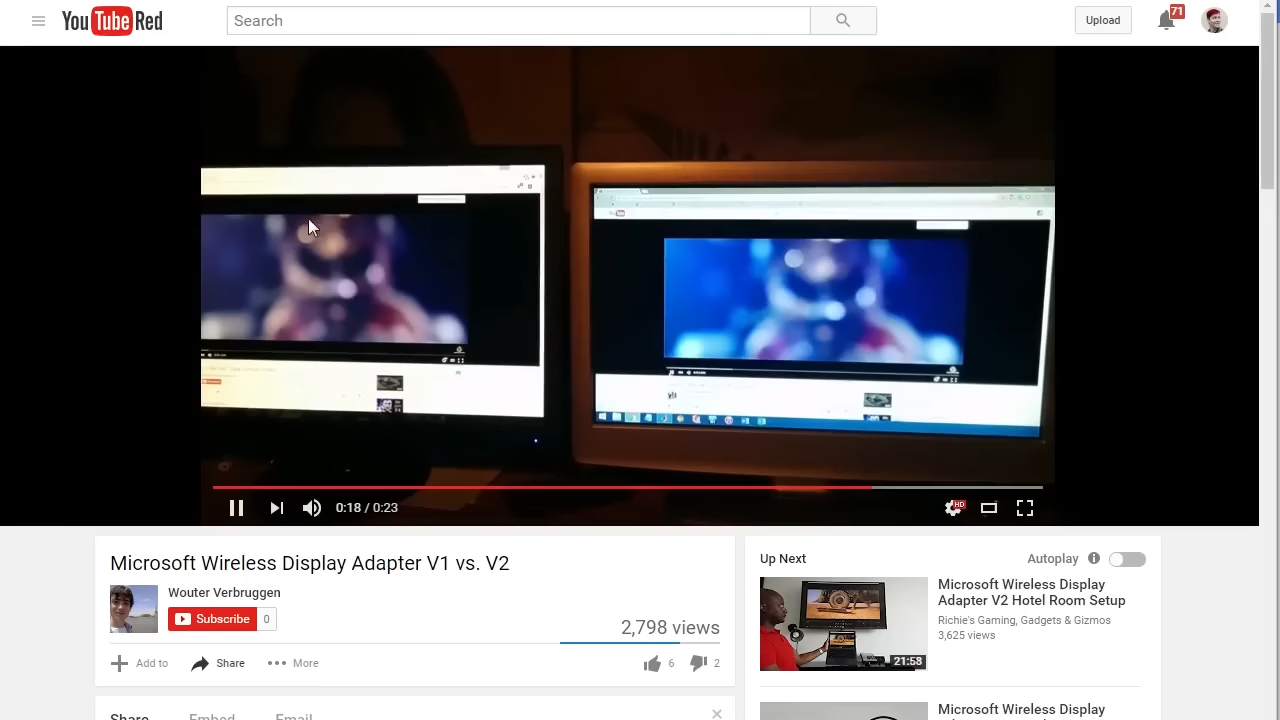 YouTube Red
Search
Upload
71
0:18 / 0:23
HD
Microsoft Wireless Display Adapter V1 vs. V2
Wouter Verbruggen
Subscribe
0
2,798 views
Add to
Share
More
6
2
Share
Embed
Email
Up Next
Autoplay
Microsoft Wireless Display
Adapter V2 Hotel Room Setup
Richie's Gaming, Gadgets & Gizmos
3,625 views
21:58
Microsoft Wireless Display